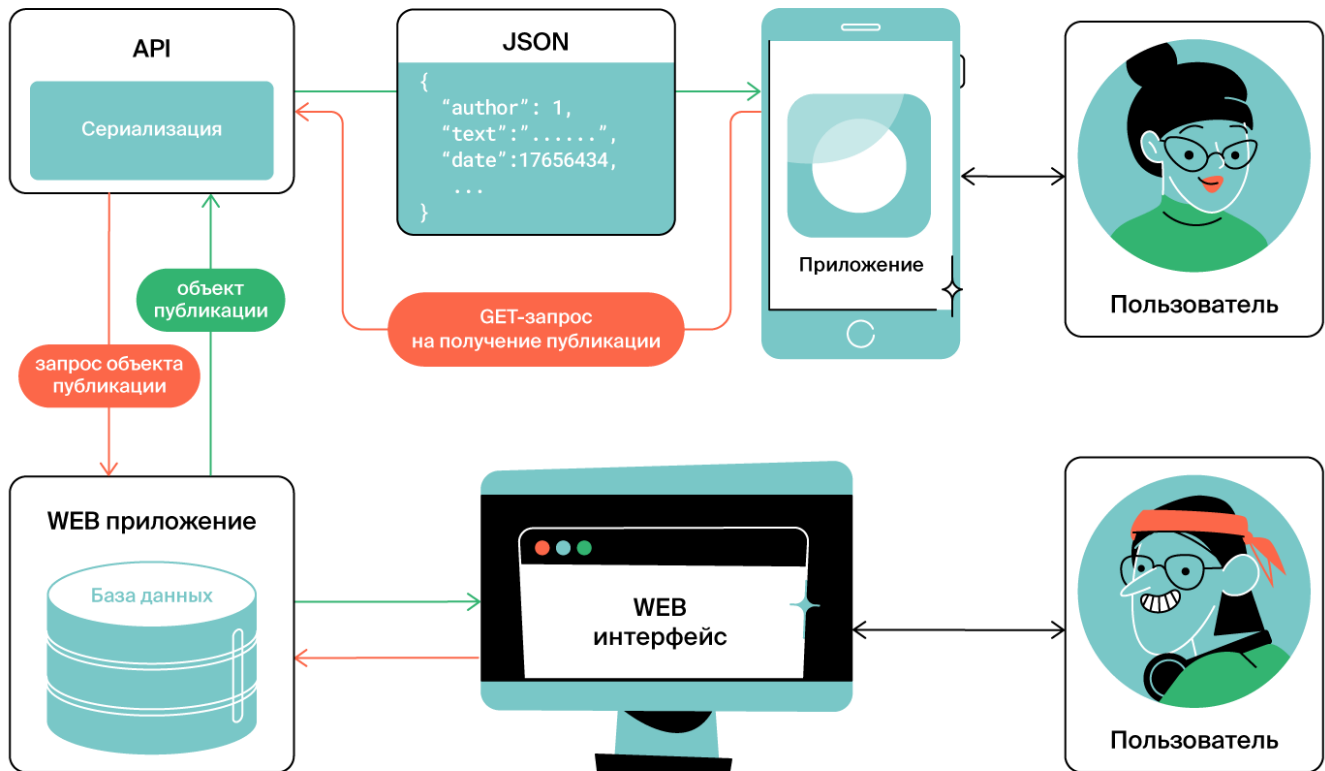 API
Сериализация
JSON
{
“author”: 1,
“text”:"......”,
“date”:17656434,
...
}
Приложение
Пользователь
объект
публикации
GET-запрос
на получение публикации
запрос объекта
публикации
WEB приложение
База данных
WEB
интерфейс
Пользователь